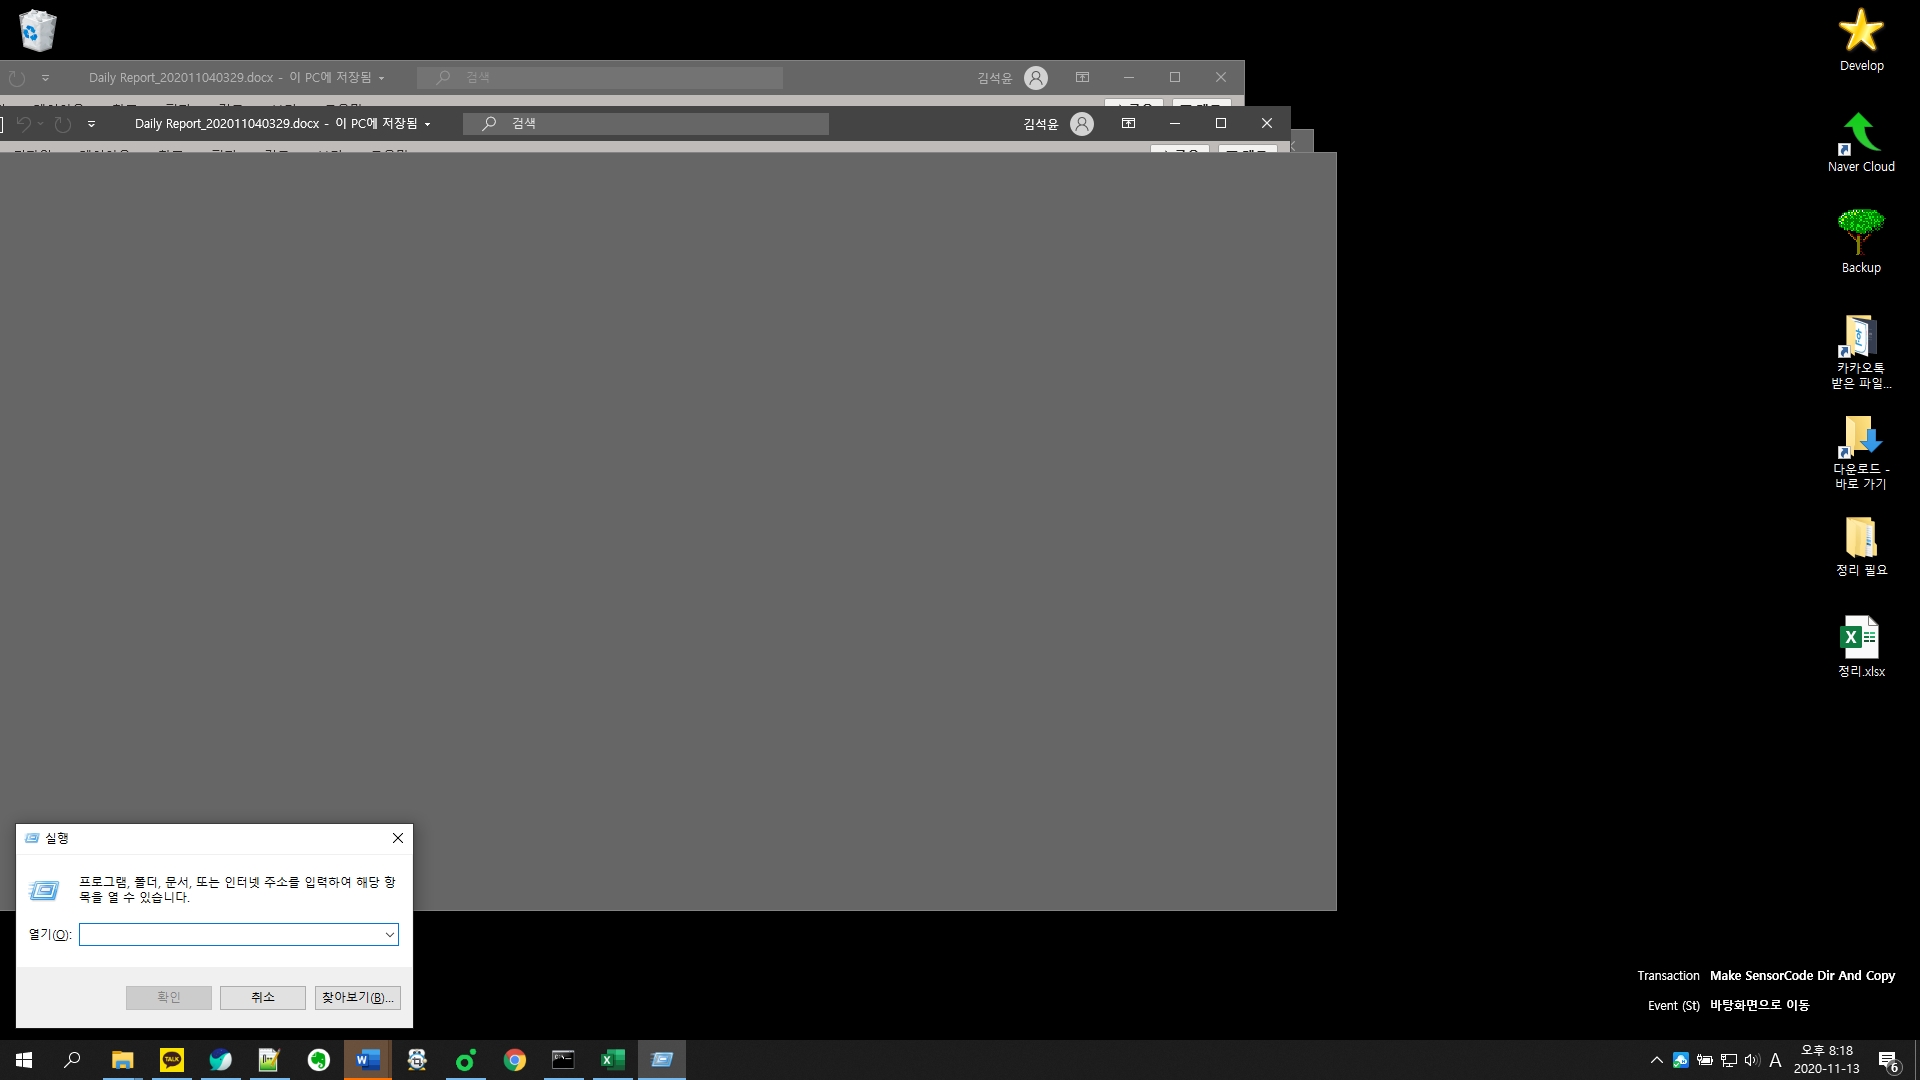 Daily Report_202011040329.docx - 이 PC에 저장됨
검색
김석윤
Daily Report_202011040329.docx - 이 PC에 저장됨
검색
김석윤
Develop
Naver Cloud
Backup
카카오톡
받은 파일...
다운로드 -
바로 가기
정리 필요
정리.xlsx
실행
프로그램, 폴더, 문서, 또는 인터넷 주소를 입력하여 해당 항
목을 열 수 있습니다.
열기(O):
확인
취소
찾아보기(B)...
Transaction Make SensorCode Dir And Copy
Event (St) 바탕화면으로 이동
TALK
A
오후 8:18
2020-11-13
6